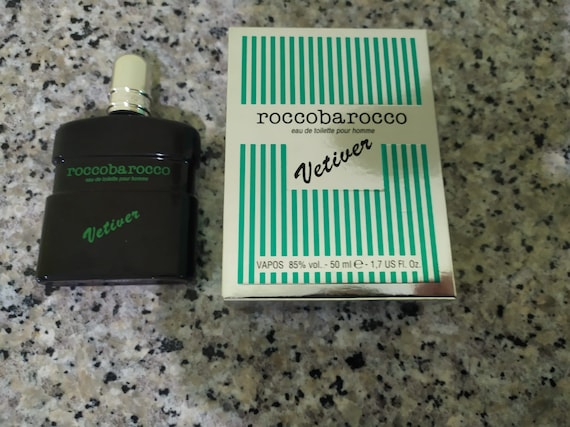 roccobarocco
eau de toilette pour homme
Vetiver
roccobarocco
eau de toilette pour homme
Vetiver
VAPOS 85% vol. - 50 ml ℮ - 1,7 US Fl. Oz.